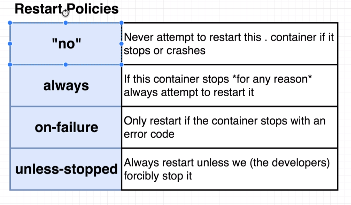 Restart Policies
"no"
Never attempt to restart this . container if it
stops or crashes
always
If this container stops *for any reason*
always attempt to restart it
on-failure
Only restart if the container stops with an
error code
unless-stopped
Always restart unless we (the developers)
forcibly stop it